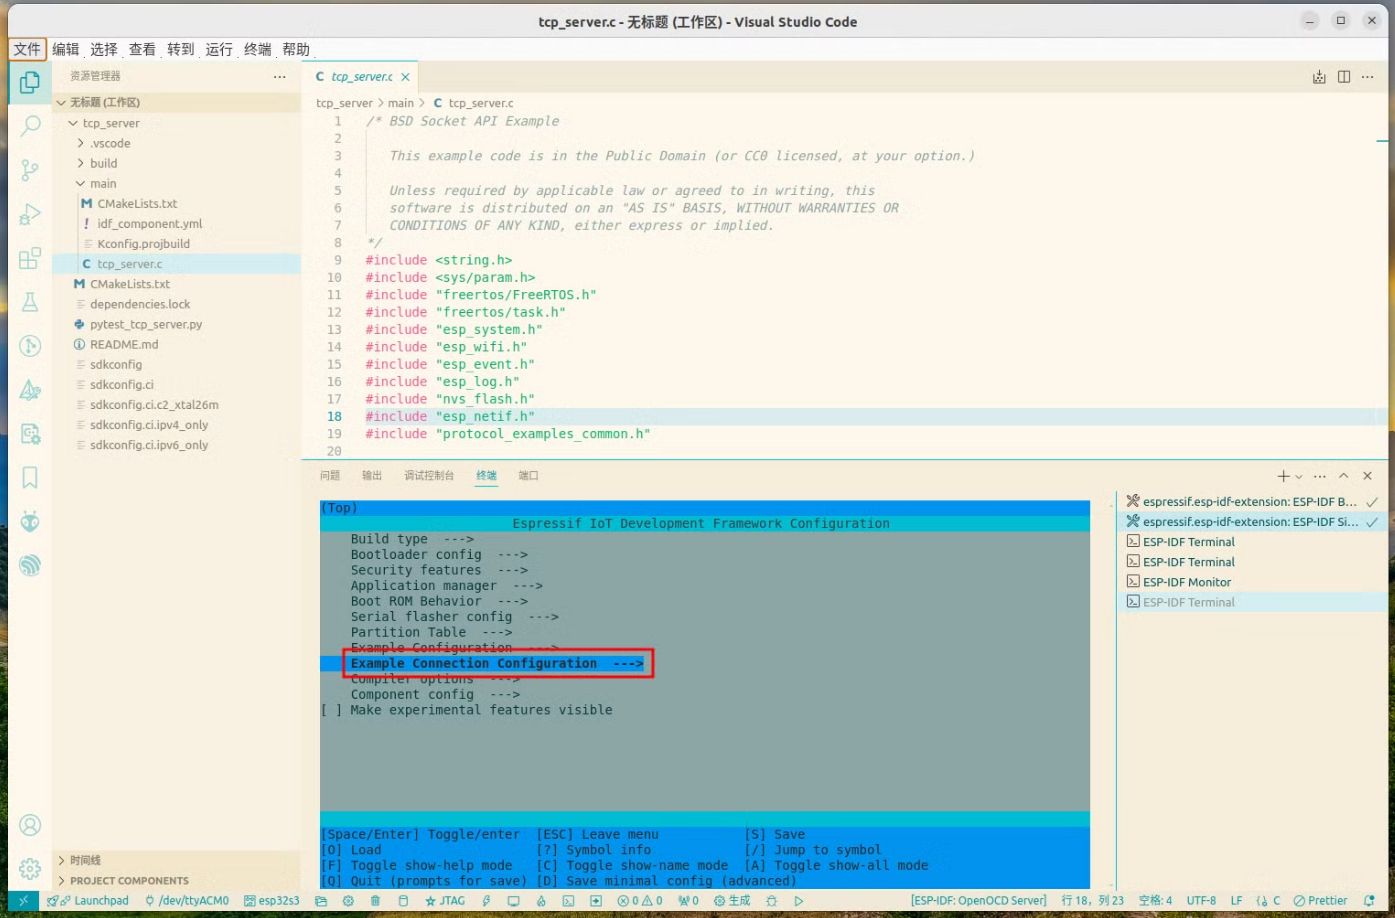 tcp_server.c - 无标题 (工作区) - Visual Studio Code
文件 编辑 选择 查看 转到 运行 终端 帮助
资源管理器
无标题 (工作区)
tcp_server
.vscode
build
main
CMakeLists.txt
idf_component.yml
Kconfig.projbuild
tcp_server.c
CMakeLists.txt
dependencies.lock
pytest_tcp_server.py
README.md
sdkconfig
sdkconfig.ci
sdkconfig.ci.c2_xtal26m
sdkconfig.ci.ipv4_only
sdkconfig.ci.ipv6_only
时间线
PROJECT COMPONENTS
tcp_server.c
tcp_server > main > C tcp_server.c
1 /* BSD Socket API Example
2
3 This example code is in the Public Domain (or CC0 licensed, at your option.)
4
5 Unless required by applicable law or agreed to in writing, this
6 software is distributed on an "AS IS" BASIS, WITHOUT WARRANTIES OR
7 CONDITIONS OF ANY KIND, either express or implied.
8 */
9 #include <string.h>
10 #include <sys/param.h>
11 #include "freertos/FreeRTOS.h"
12 #include "freertos/task.h"
13 #include "esp_system.h"
14 #include "esp_wifi.h"
15 #include "esp_event.h"
16 #include "esp_log.h"
17 #include "nvs_flash.h"
18 #include "esp_netif.h"
19 #include "protocol_examples_common.h"
20
问题 输出 调试控制台 终端 端口
(Top)
Espressif IoT Development Framework Configuration
Build type --->
Bootloader config --->
Security features --->
Application manager --->
Boot ROM Behavior --->
Serial flasher config --->
Partition Table --->
Example Configuration --->
Example Connection Configuration --->
Compiler options --->
Component config --->
[ ] Make experimental features visible
[Space/Enter] Toggle/enter [ESC] Leave menu [S] Save
[O] Load [?] Symbol info [/] Jump to symbol
[F] Toggle show-help mode [C] Toggle show-name mode [A] Toggle show-all mode
[Q] Quit (prompts for save) [D] Save minimal config (advanced)
espressif.esp-idf-extension: ESP-IDF B...
espressif.esp-idf-extension: ESP-IDF Si...
ESP-IDF Terminal
ESP-IDF Terminal
ESP-IDF Monitor
ESP-IDF Terminal
Launchpad /dev/ttyACM0 esp32s3 JTAG 0 0 0 生成 [ESP-IDF: OpenOCD Server] 行 18，列 23 空格: 4 UTF-8 LF C Prettier